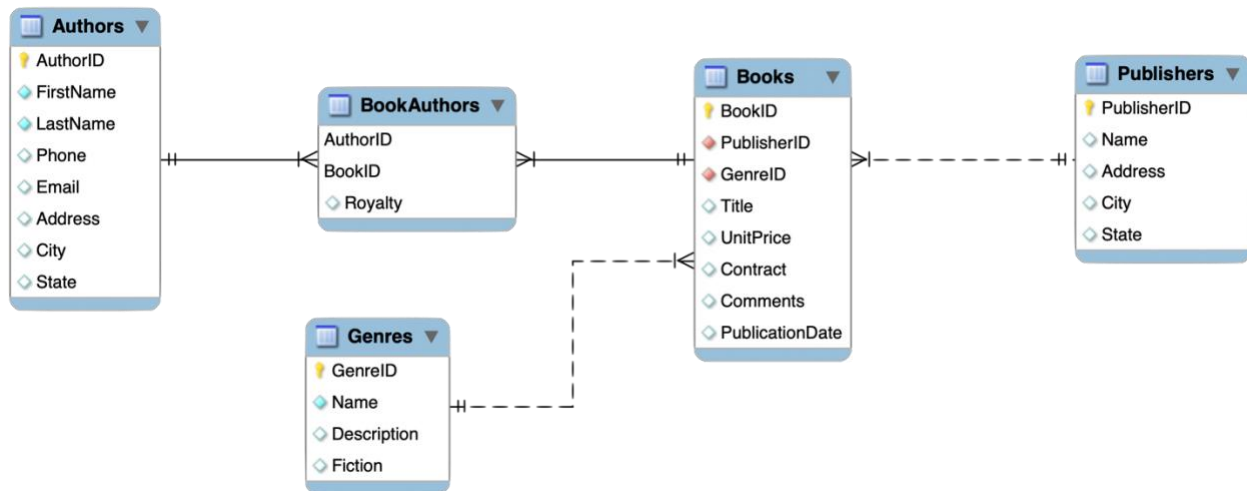 Authors
AuthorID
FirstName
LastName
Phone
Email
Address
City
State
BookAuthors
AuthorID
BookID
Royalty
Books
BookID
PublisherID
GenreID
Title
UnitPrice
Contract
Comments
PublicationDate
Publishers
PublisherID
Name
Address
City
State
Genres
GenreID
Name
Description
Fiction